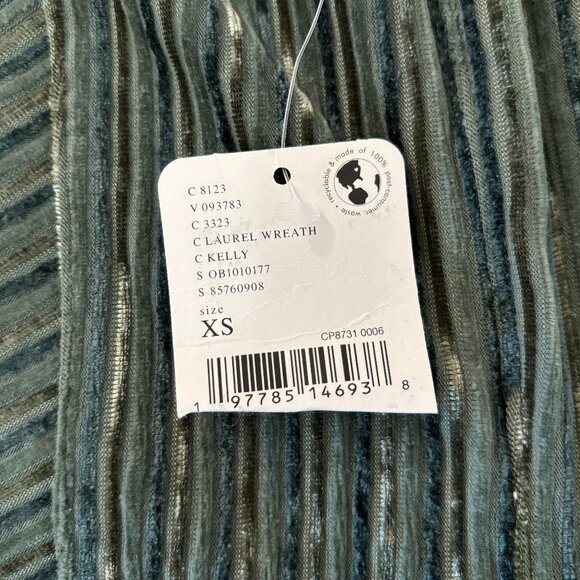 recyclable & made of 100% post-consumer waste •
C 8123
V 093783
C 3323
C LAUREL WREATH
C KELLY
S OB1010177
S 85760908
size
XS
CP8731 0006
1 97785 14693 8